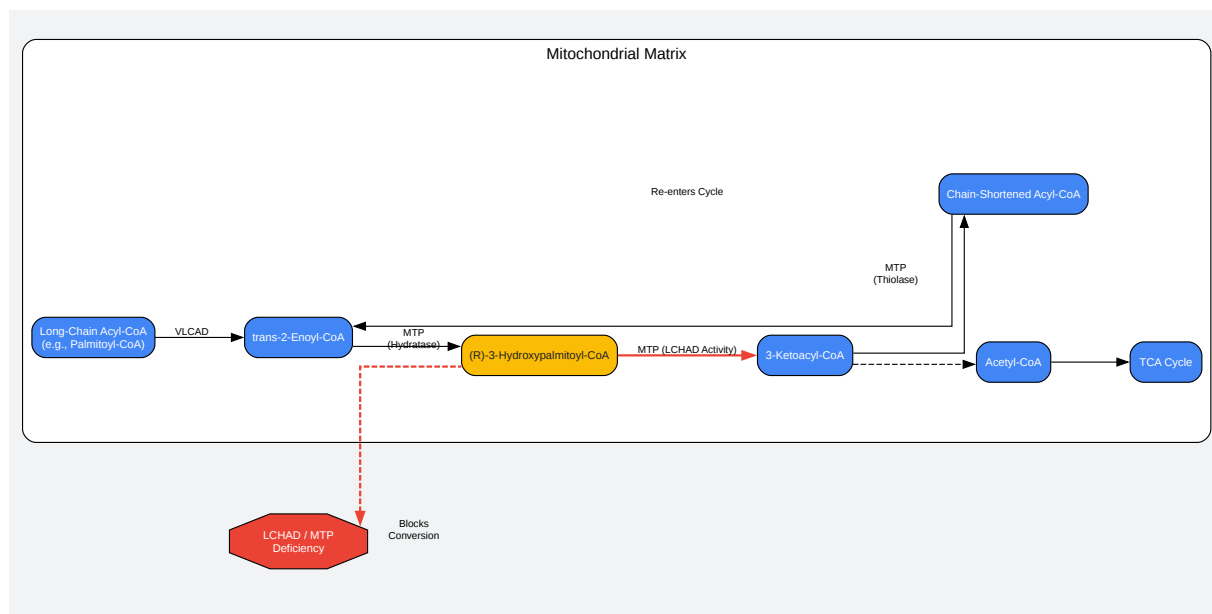 Mitochondrial Matrix
Re-enters Cycle
Chain-Shortened Acyl-CoA
MTP
(Thiolase)
Long-Chain Acyl-CoA
(e.g., Palmitoyl-CoA)
VLCAD
trans-2-Enoyl-CoA
MTP
(Hydratase)
(R)-3-Hydroxypalmitoyl-CoA
MTP (LCHAD Activity)
3-Ketoacyl-CoA
Acetyl-CoA
TCA Cycle
LCHAD / MTP
Deficiency
Blocks
Conversion